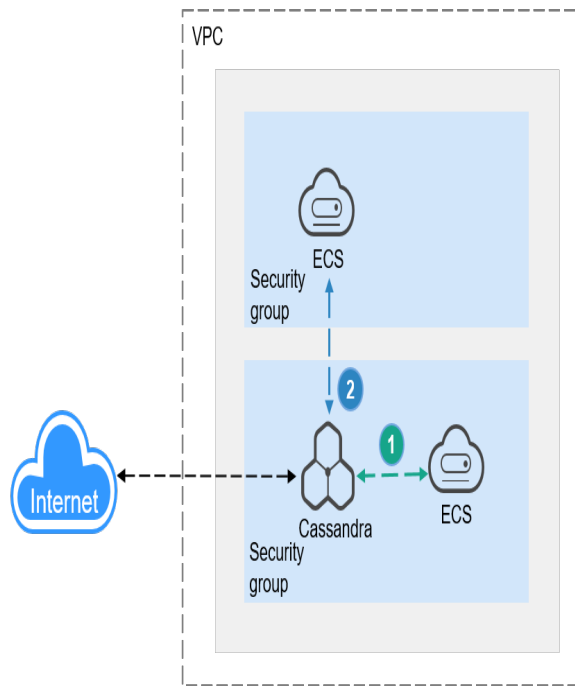 VPC
ECS
Security
group
2
1
Internet
Cassandra
ECS
Security
group